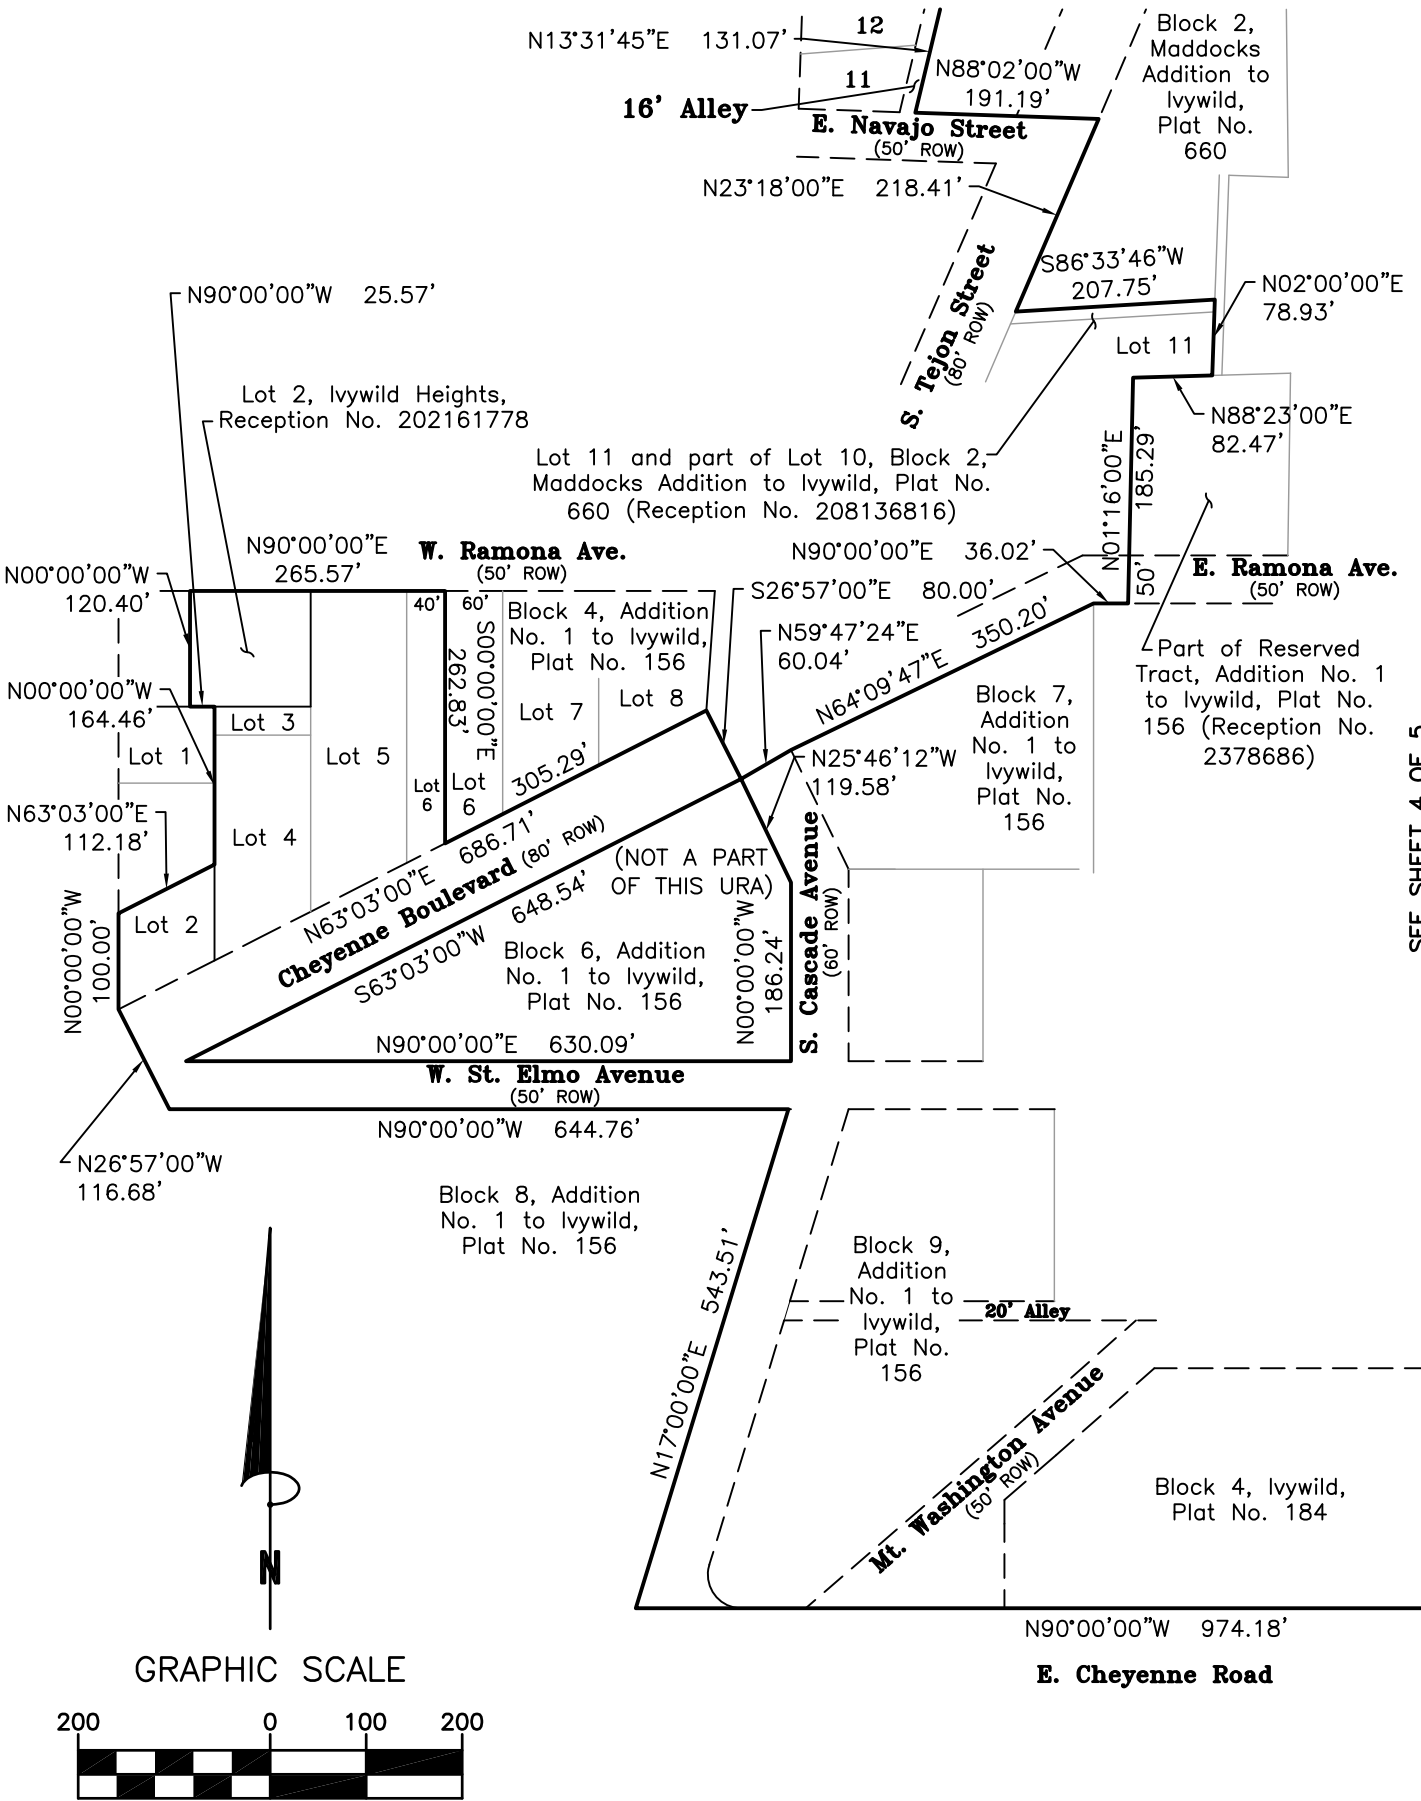 12
N13°31'45"E 131.07'
11
16' Alley
N88°02'00"W
191.19'
Block 2,
Maddocks
Addition to
Ivywild,
Plat No.
660
E. Navajo Street
(50' ROW)
N23°18'00"E 218.41'
S. Tejon Street
(80' ROW)
S86°33'46"W
207.75'
N02°00'00"E
78.93'
Lot 11
N88°23'00"E
82.47'
N90°00'00"W 25.57'
Lot 2, Ivywild Heights,
Reception No. 202161778
Lot 11 and part of Lot 10, Block 2,
Maddocks Addition to Ivywild, Plat No.
660 (Reception No. 208136816)
N01°16'00"E
185.29'
50'
N90°00'00"E
265.57'
W. Ramona Ave.
(50' ROW)
N90°00'00"E 36.02'
E. Ramona Ave.
(50' ROW)
N00°00'00"W
120.40'
40'
60'
S00°00'00"E
262.83'
Block 4, Addition
No. 1 to Ivywild,
Plat No. 156
S26°57'00"E 80.00'
N59°47'24"E
60.04'
N64°09'47"E 350.20'
Part of Reserved
Tract, Addition No. 1
to Ivywild, Plat No.
156 (Reception No.
2378686)
N00°00'00"W
164.46'
Lot 3
Lot 1
Lot 5
Lot 7
Lot 8
Block 7,
Addition
No. 1 to
Ivywild,
Plat No.
156
SEE SHEET 4 OF 5
N25°46'12"W
119.58'
Lot
6
Lot
6
N63°03'00"E
112.18'
Lot 4
305.29'
N63°03'00"E 686.71'
Cheyenne Boulevard (80' ROW)
S63°03'00"W 648.54'
(NOT A PART
OF THIS URA)
Lot 2
N00°00'00"W
100.00'
Block 6, Addition
No. 1 to Ivywild,
Plat No. 156
N00°00'00"W
186.24'
S. Cascade Avenue
(60' ROW)
N90°00'00"E 630.09'
W. St. Elmo Avenue
(50' ROW)
N90°00'00"W 644.76'
N26°57'00"W
116.68'
Block 8, Addition
No. 1 to Ivywild,
Plat No. 156
N17°00'00"E 543.51'
Block 9,
Addition
No. 1 to
Ivywild,
Plat No.
156
20' Alley
Mt. Washington Avenue
(50' ROW)
Block 4, Ivywild,
Plat No. 184
N
N90°00'00"W 974.18'
E. Cheyenne Road
GRAPHIC SCALE
200 0 100 200